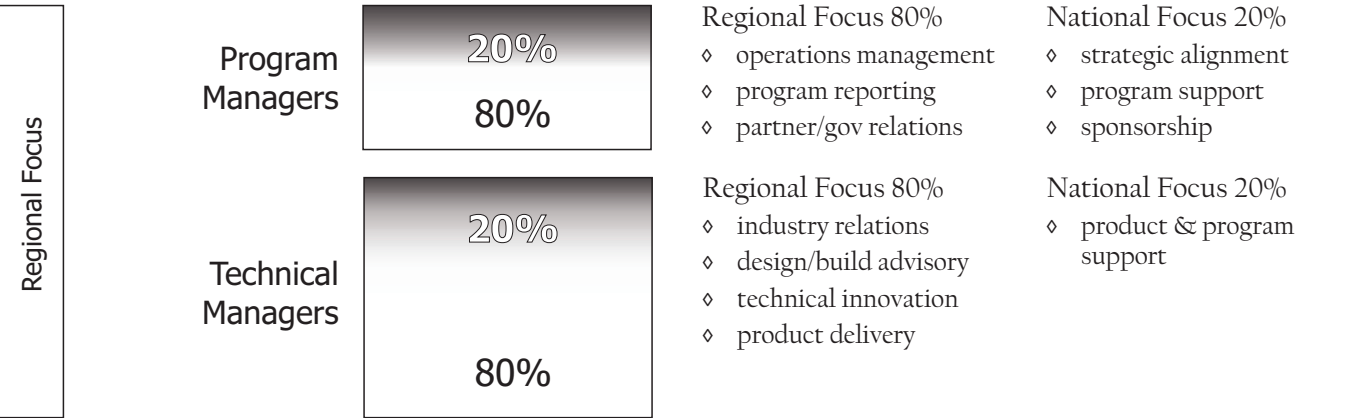 Regional Focus
Program
Managers
20%
80%
Regional Focus 80%
◊ operations management
◊ program reporting
◊ partner/gov relations
National Focus 20%
◊ strategic alignment
◊ program support
◊ sponsorship
Technical
Managers
20%
80%
Regional Focus 80%
◊ industry relations
◊ design/build advisory
◊ technical innovation
◊ product delivery
National Focus 20%
◊ product & program
support